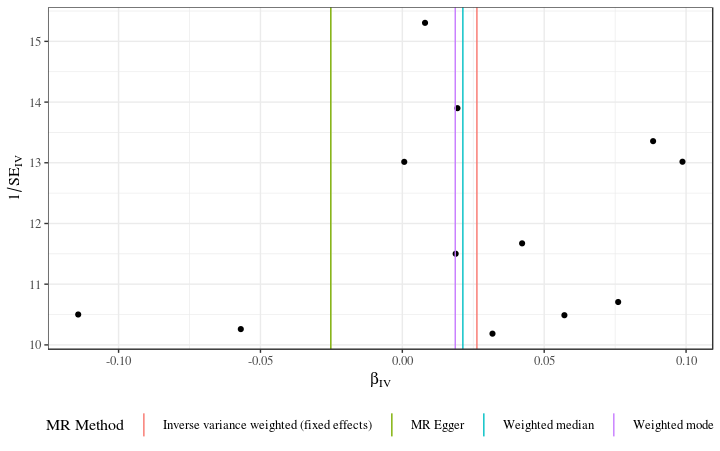 15
14
13
12
11
10
1/SE_IV
-0.10 -0.05 0.00 0.05 0.10
β_IV
MR Method Inverse variance weighted (fixed effects) MR Egger Weighted median Weighted mode